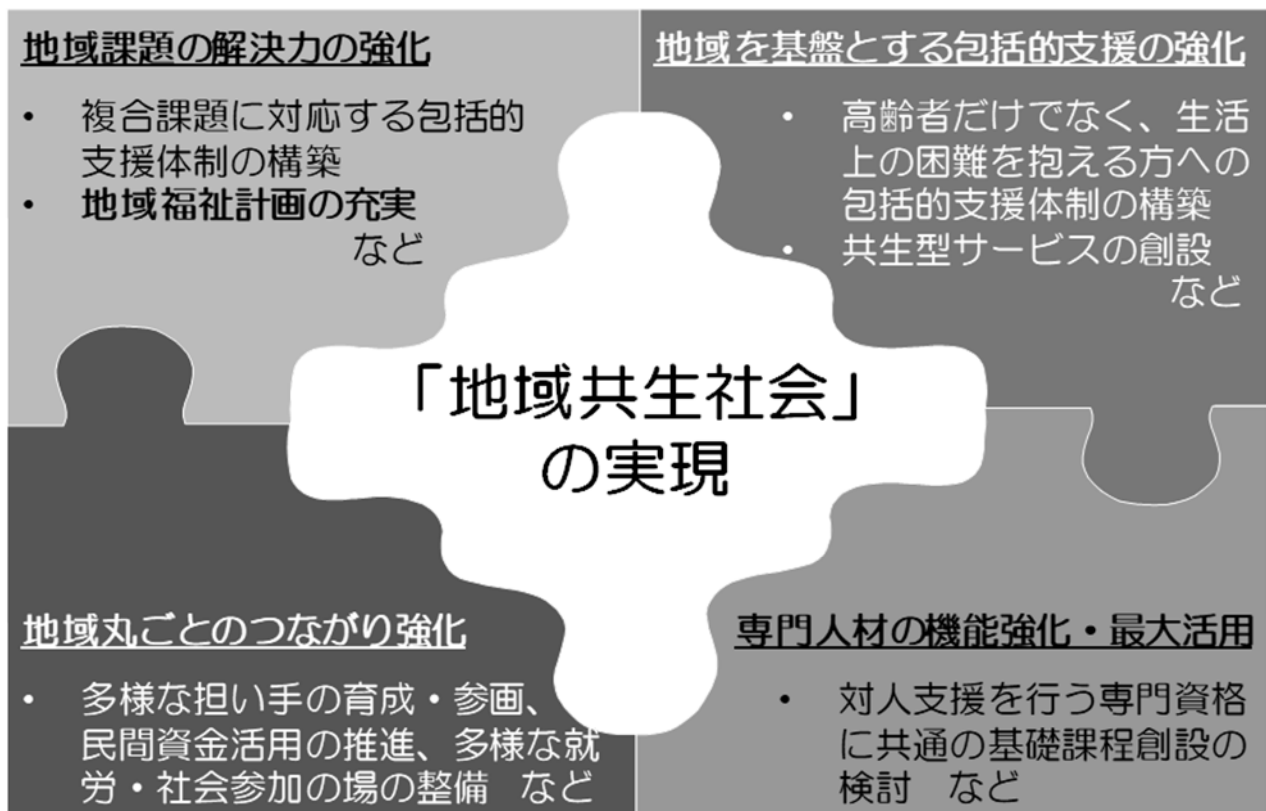 地域課題の解決力の強化
• 複合課題に対応する包括的
支援体制の構築
• 地域福祉計画の充実
など
地域を基盤とする包括的支援の強化
• 高齢者だけでなく、生活
上の困難を抱える方への
包括的支援体制の構築
• 共生型サービスの創設
など
「地域共生社会」
の実現
地域丸ごとのつながり強化
• 多様な担い手の育成・参画、
民間資金活用の推進、多様な就
労・社会参加の場の整備　など
専門人材の機能強化・最大活用
• 対人支援を行う専門資格
に共通の基礎課程創設の
検討　など